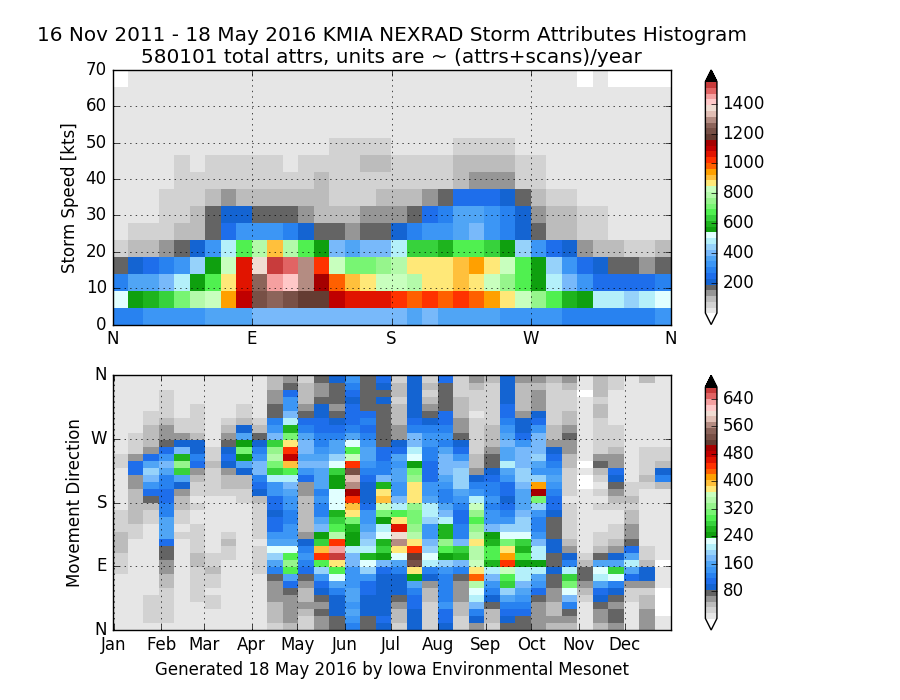 16 Nov 2011 - 18 May 2016 KMIA NEXRAD Storm Attributes Histogram
580101 total attrs, units are ~ (attrs+scans)/year
70
60
50
40
30
20
10
0
Storm Speed [kts]
N E S W N
1400
1200
1000
800
600
400
200
N
W
S
E
N
Movement Direction
Jan Feb Mar Apr May Jun Jul Aug Sep Oct Nov Dec
640
560
480
400
320
240
160
80
Generated 18 May 2016 by Iowa Environmental Mesonet